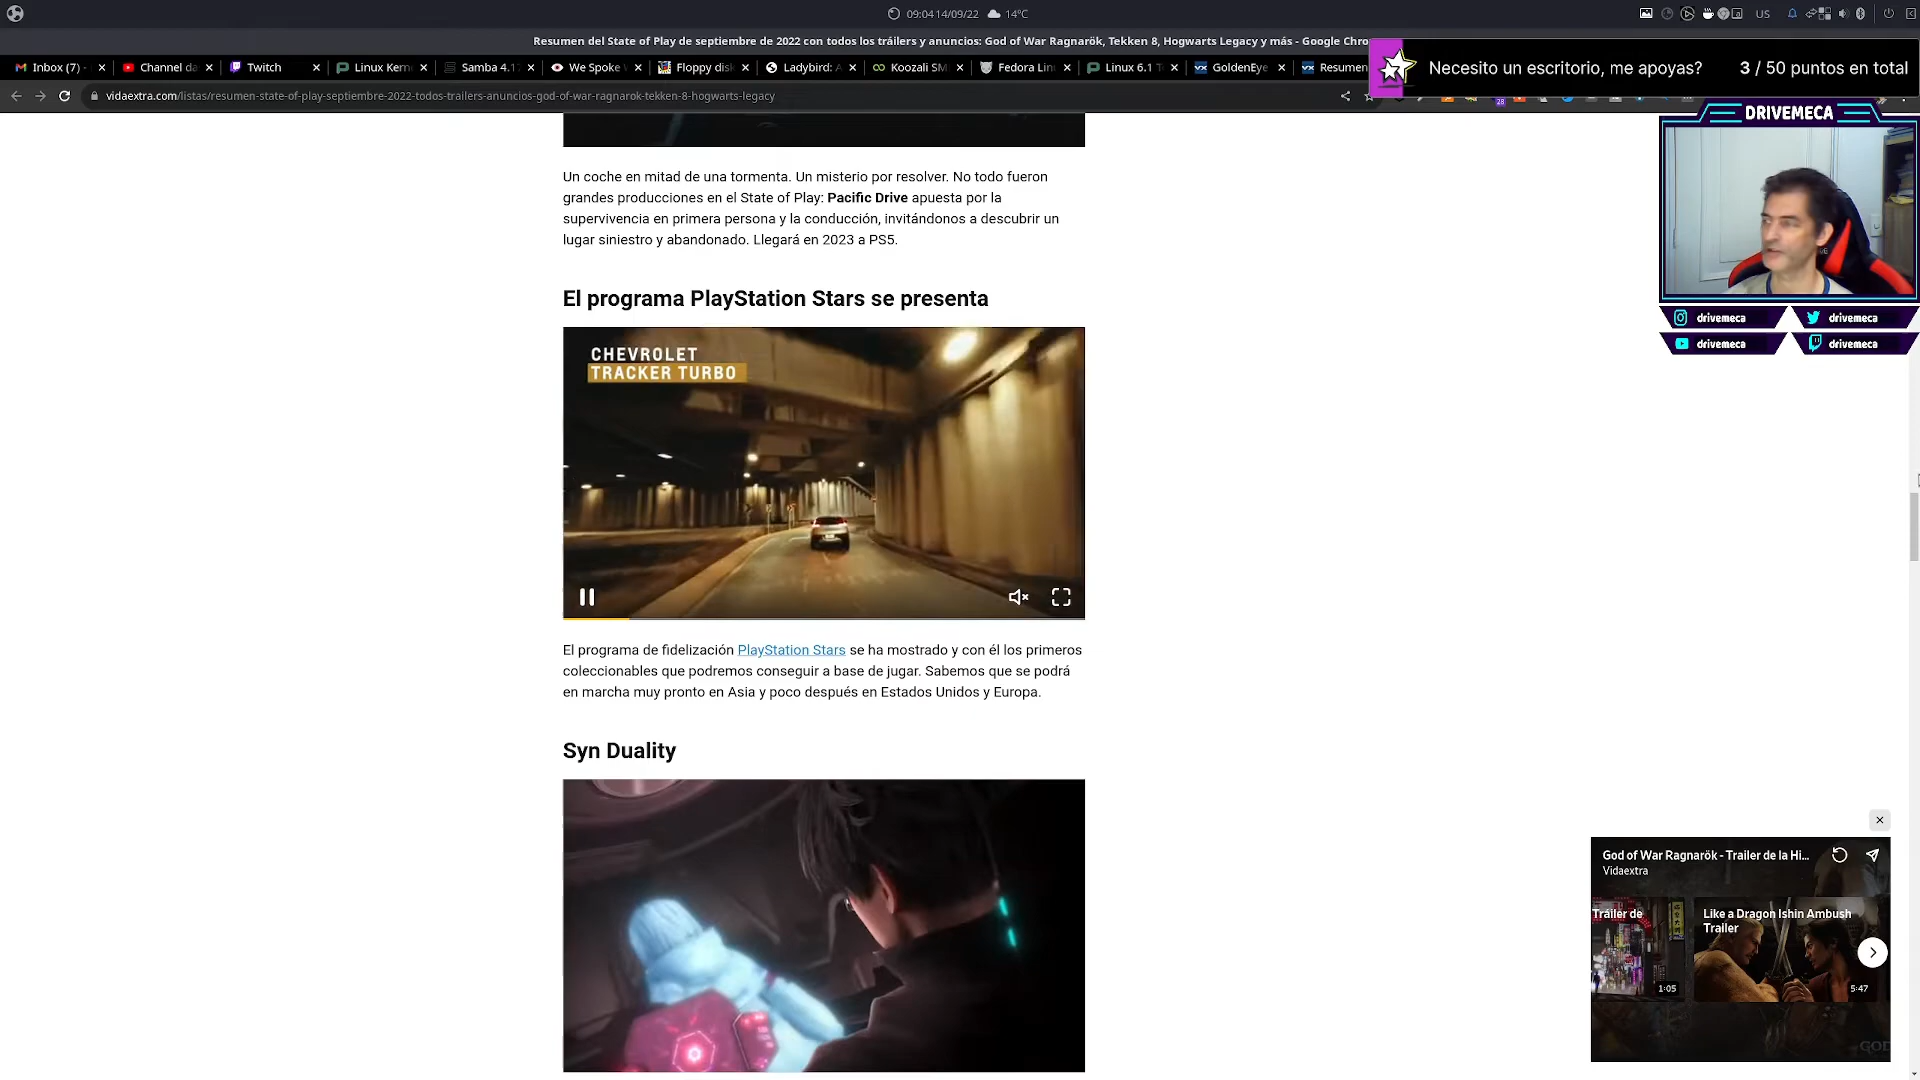 09:04 14/09/22 14°C
US
Resumen del State of Play de septiembre de 2022 con todos los tráilers y anuncios: God of War Ragnarök, Tekken 8, Hogwarts Legacy y más - Google Chro
Necesito un escritorio, me apoyas? 3 / 50 puntos en total
Inbox (7) -
Channel da
Twitch
Linux Kern
Samba 4.1
We Spoke
Floppy disk
Ladybird: A
Koozali SM
Fedora Lin
Linux 6.1 T
GoldenEye
Resumen
vidaextra.com/listas/resumen-state-of-play-septiembre-2022-todos-trailers-anuncios-god-of-war-ragnarok-tekken-8-hogwarts-legacy
28
DRIVEMECA
drivemeca drivemeca
drivemeca drivemeca
Un coche en mitad de una tormenta. Un misterio por resolver. No todo fueron
grandes producciones en el State of Play: Pacific Drive apuesta por la
supervivencia en primera persona y la conducción, invitándonos a descubrir un
lugar siniestro y abandonado. Llegará en 2023 a PS5.
El programa PlayStation Stars se presenta
CHEVROLET
TRACKER TURBO
El programa de fidelización PlayStation Stars se ha mostrado y con él los primeros
coleccionables que podremos conseguir a base de jugar. Sabemos que se podrá
en marcha muy pronto en Asia y poco después en Estados Unidos y Europa.
Syn Duality
God of War Ragnarök - Trailer de la Hi...
Vidaextra
Tráiler de
Like a Dragon Ishin Ambush
Trailer
1:05
5:47
GOD